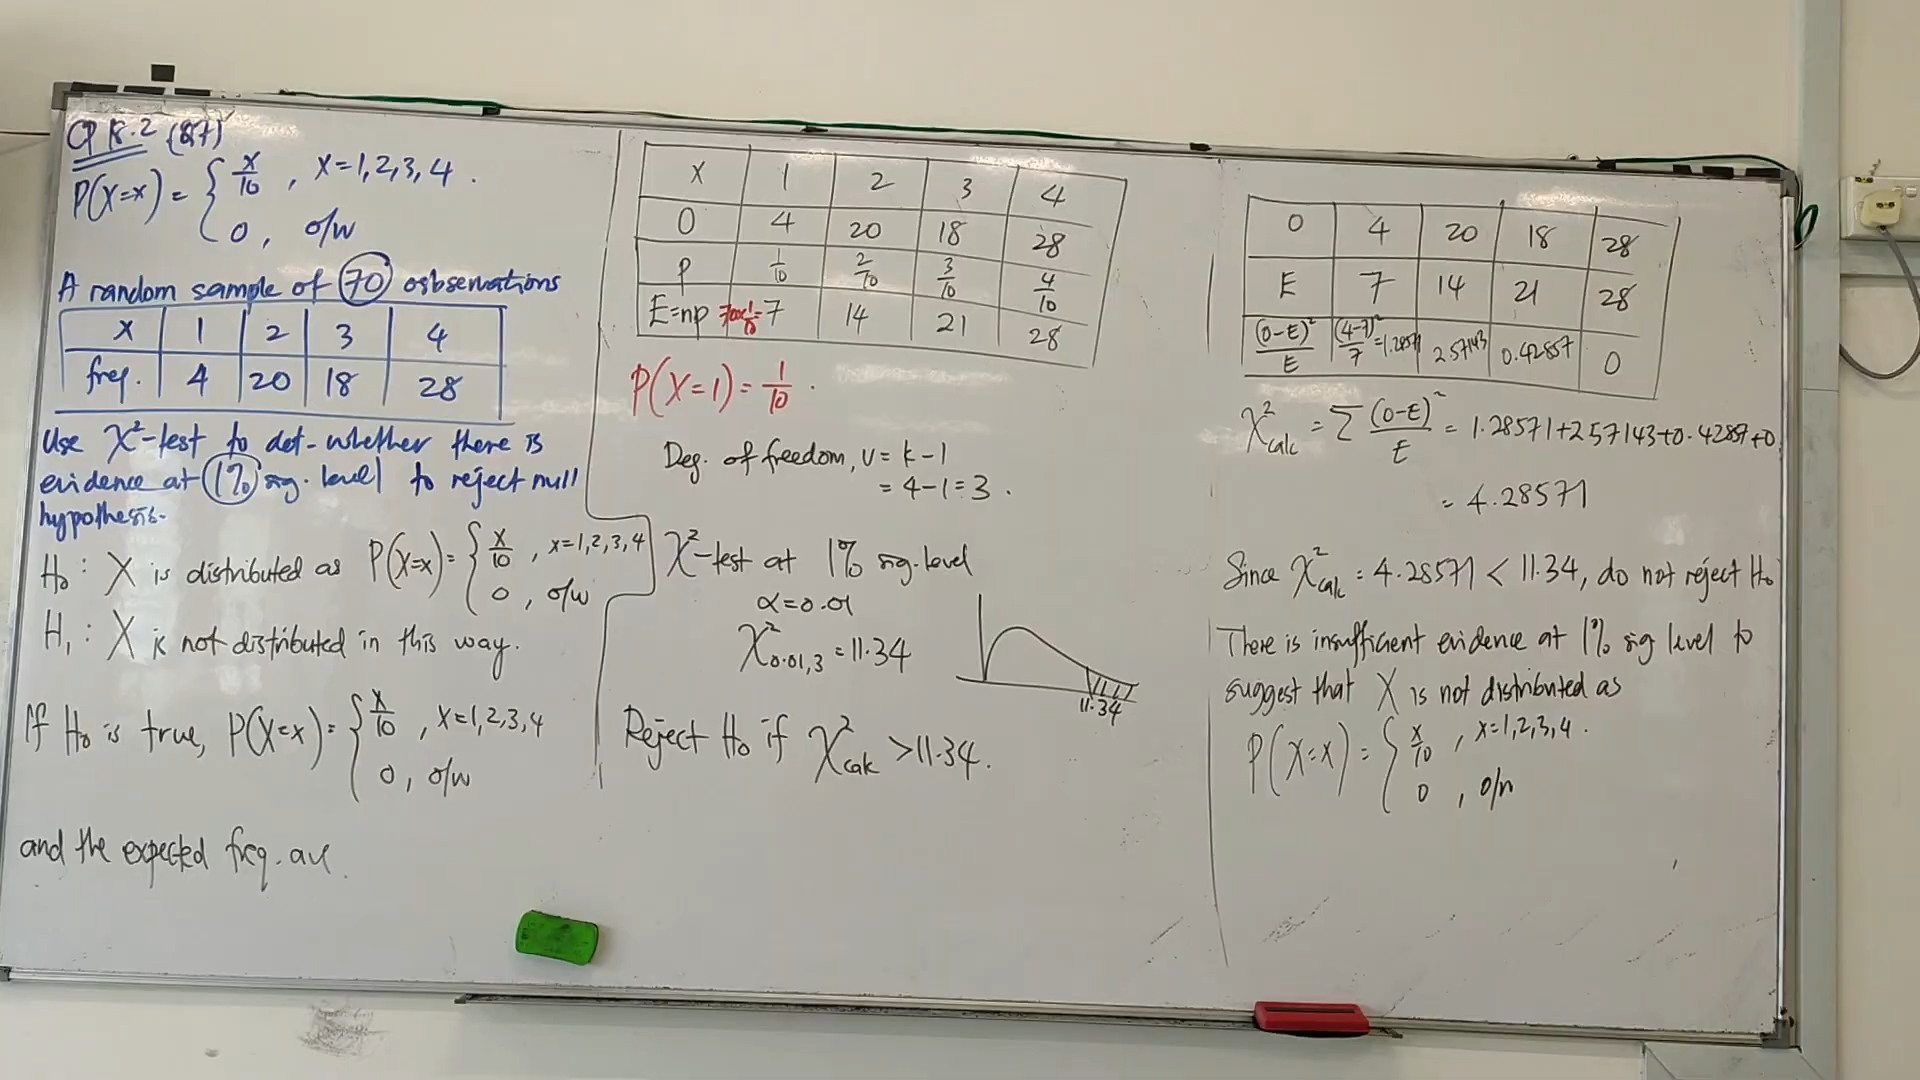 CP 18.2 (Q7)
P(X=x) = { x/10 , x=1,2,3,4 .
0 , o/w
A random sample of 70 osbservations
x 1 2 3 4
freq. 4 20 18 28
Use χ²-test to det. whether there is
evidence at 1% sig. level to reject null
hypothesis.
H₀ : X is distributed as P(X=x) = { x/10 , x=1,2,3,4
0 , o/w
H₁ : X is not distributed in this way.
If H₀ is true, P(X=x) = { x/10 , x=1,2,3,4
0 , o/w
and the expected freq. are
x 1 2 3 4
O 4 20 18 28
P 1/10 2/10 3/10 4/10
E=np 70×1/10= 7 14 21 28
P(X=1) = 1/10 .
Deg. of freedom, υ = k-1
= 4-1=3 .
χ²-test at 1% sig. level
α=0.01
χ²0.01,3 = 11.34
11.34
Reject H₀ if χ²calc > 11.34.
O 4 20 18 28
E 7 14 21 28
(O-E)²/E (4-7)²/7 =1.28571 2.57143 0.42857 0
χ²calc = Σ (O-E)²/E = 1.28571+2.57143+0.42857+0
= 4.28571
Since χ²calc = 4.28571 < 11.34, do not reject H₀
There is insufficient evidence at 1% sig level to
suggest that X is not distributed as
P(X=x) = { x/10 , x=1,2,3,4 .
0 , o/w